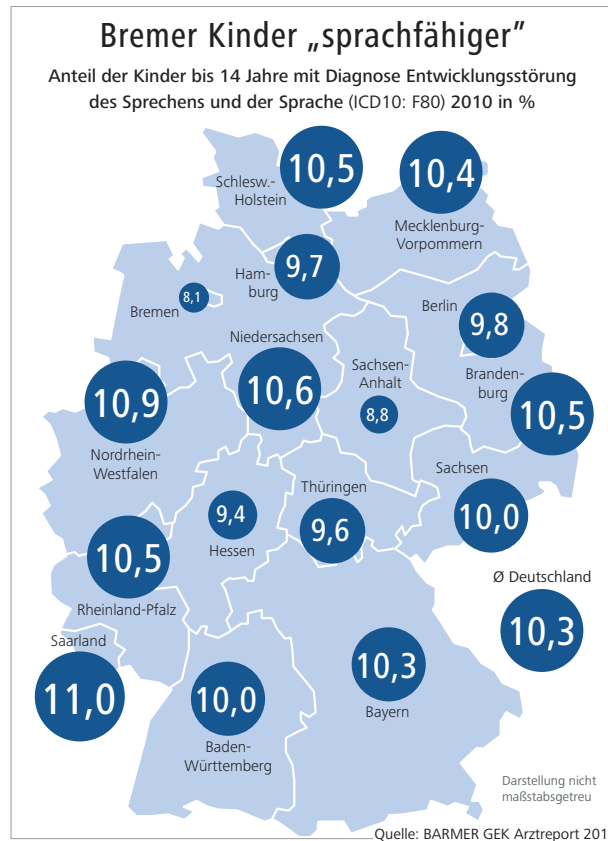 Bremer Kinder „sprachfähiger”
Anteil der Kinder bis 14 Jahre mit Diagnose Entwicklungsstörung
des Sprechens und der Sprache (ICD10: F80) 2010 in %
10,5
Schlesw.-
Holstein
10,4
Mecklenburg-
Vorpommern
9,7
Ham-
burg
8,1
Bremen
Berlin
9,8
Niedersachsen
10,6
Sachsen-
Anhalt
8,8
Branden-
burg
10,5
10,9
Nordrhein-
Westfalen
Sachsen
10,0
9,4
Hessen
Thüringen
9,6
10,5
Rheinland-Pfalz
Ø Deutschland
10,3
Saarland
11,0
10,0
Baden-
Württemberg
10,3
Bayern
Darstellung nicht
maßstabsgetreu
Quelle: BARMER GEK Arztreport 201